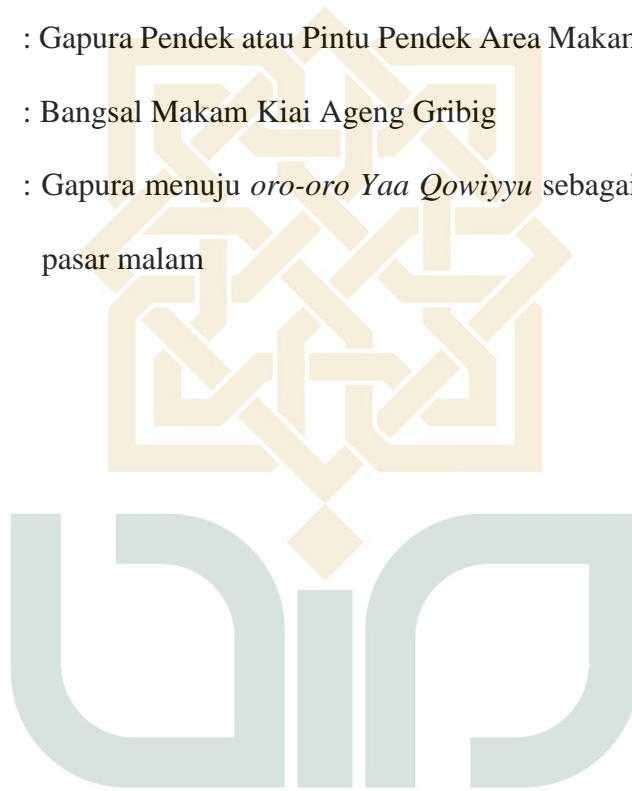 : Gapura Pendek atau Pintu Pendek Area Makam
: Bangsal Makam Kiai Ageng Gribig
: Gapura menuju oro-oro Yaa Qowiyyu sebagai
pasar malam